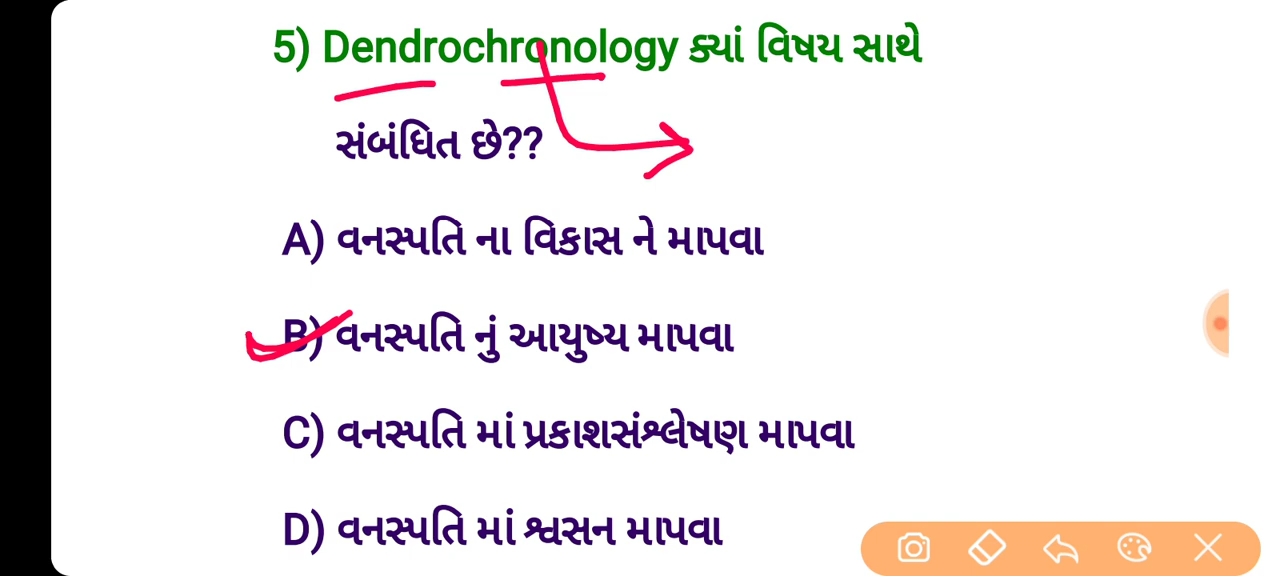 5) Dendrochronology ક્યાં વિષય સાથે
સંબંધિત છે??
A) વનસ્પતિ ના વિકાસ ને માપવા
B) વનસ્પતિ નું આયુષ્ય માપવા
C) વનસ્પતિ માં પ્રકાશસંશ્લેષણ માપવા
D) વનસ્પતિ માં શ્વસન માપવા